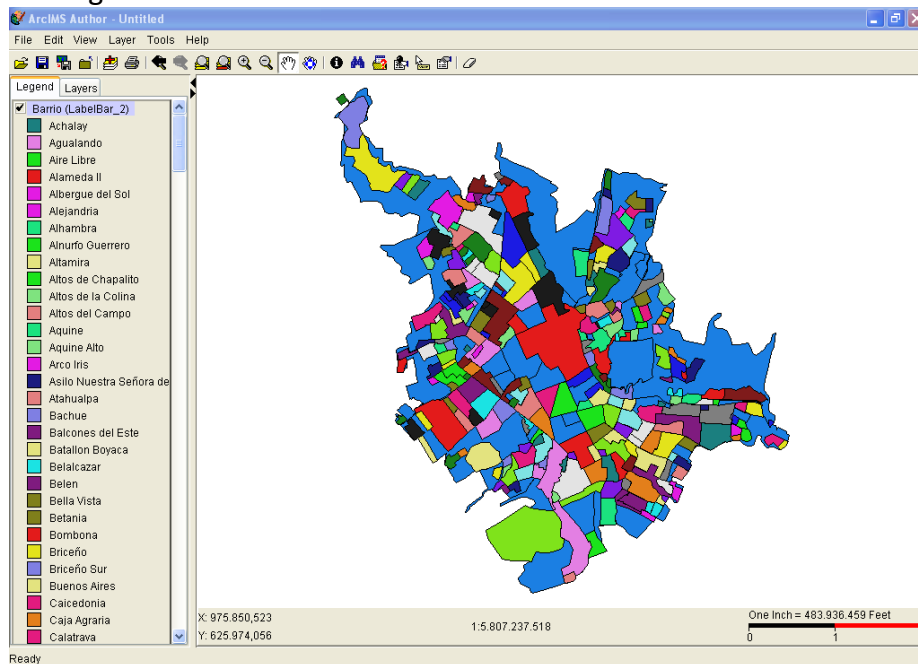 ArcIMS Author - Untitled
File Edit View Layer Tools Help
Legend Layers
Barrio (LabelBar_2)
Achalay
Agualando
Aire Libre
Alameda II
Albergue del Sol
Alejandria
Alhambra
Alnurfo Guerrero
Altamira
Altos de Chapalito
Altos de la Colina
Altos del Campo
Aquine
Aquine Alto
Arco Iris
Asilo Nuestra Señora de
Atahualpa
Bachue
Balcones del Este
Batallon Boyaca
Belalcazar
Belen
Bella Vista
Betania
Bombona
Briceño
Briceño Sur
Buenos Aires
Caicedonia
Caja Agraria
Calatrava
X: 975.850,523
Y: 625.974,056
1:5.807.237.518
One Inch = 483.936.459 Feet
0 1
Ready